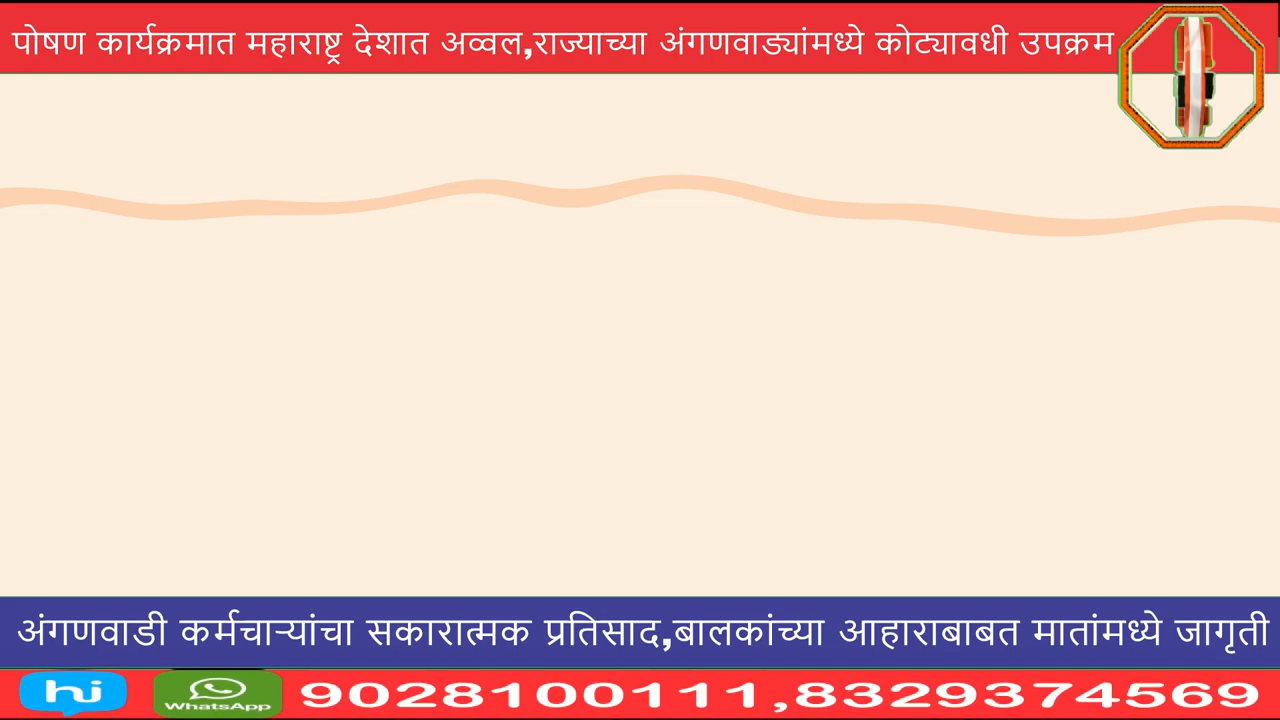 पोषण कार्यक्रमात महाराष्ट्र देशात अव्वल,राज्याच्या अंगणवाड्यांमध्ये कोट्यावधी उपक्रम
अंगणवाडी कर्मचाऱ्यांचा सकारात्मक प्रतिसाद,बालकांच्या आहाराबाबत मातांमध्ये जागृती
hi WhatsApp 9028100111,8329374569